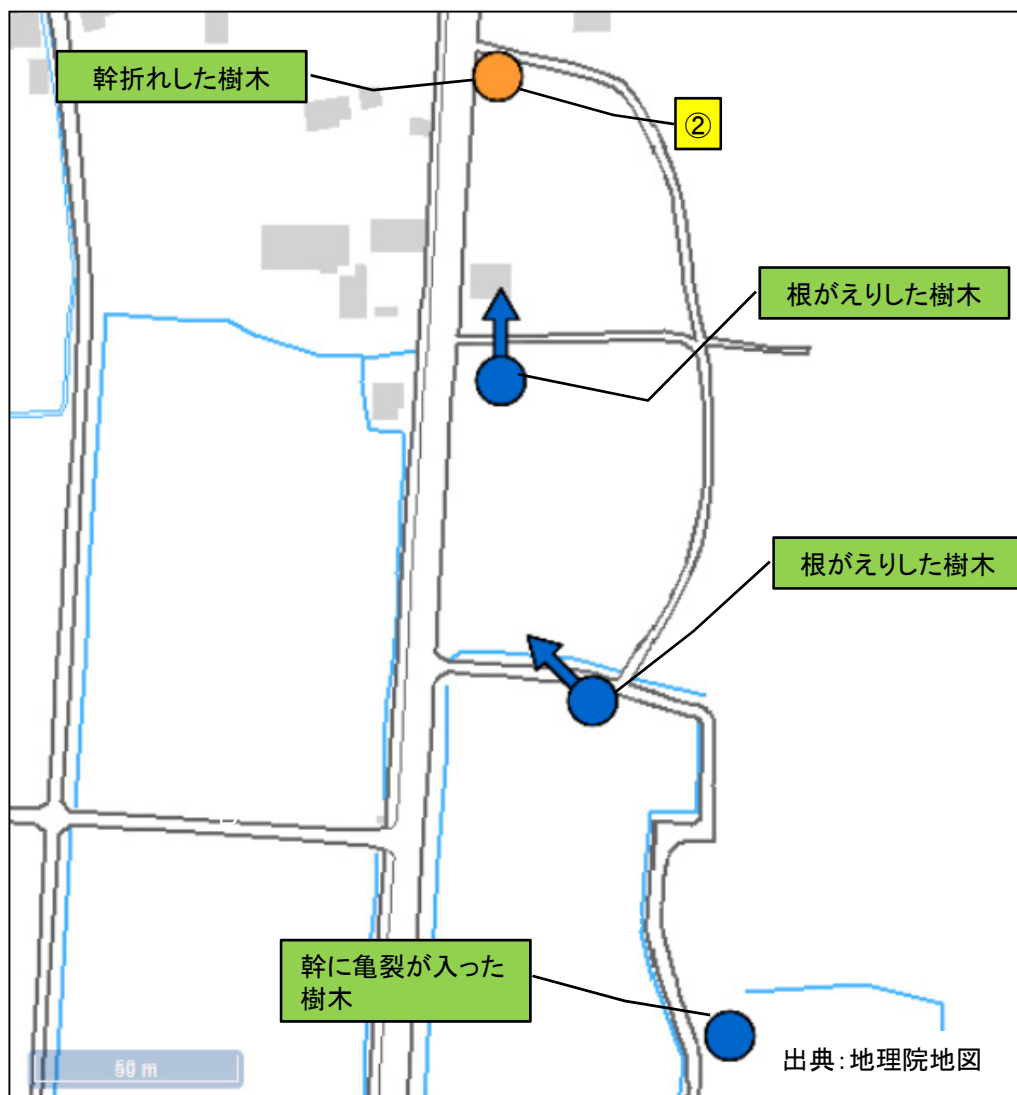 幹折れした樹木
②
根がえりした樹木
根がえりした樹木
幹に亀裂が入った
樹木
出典:地理院地図